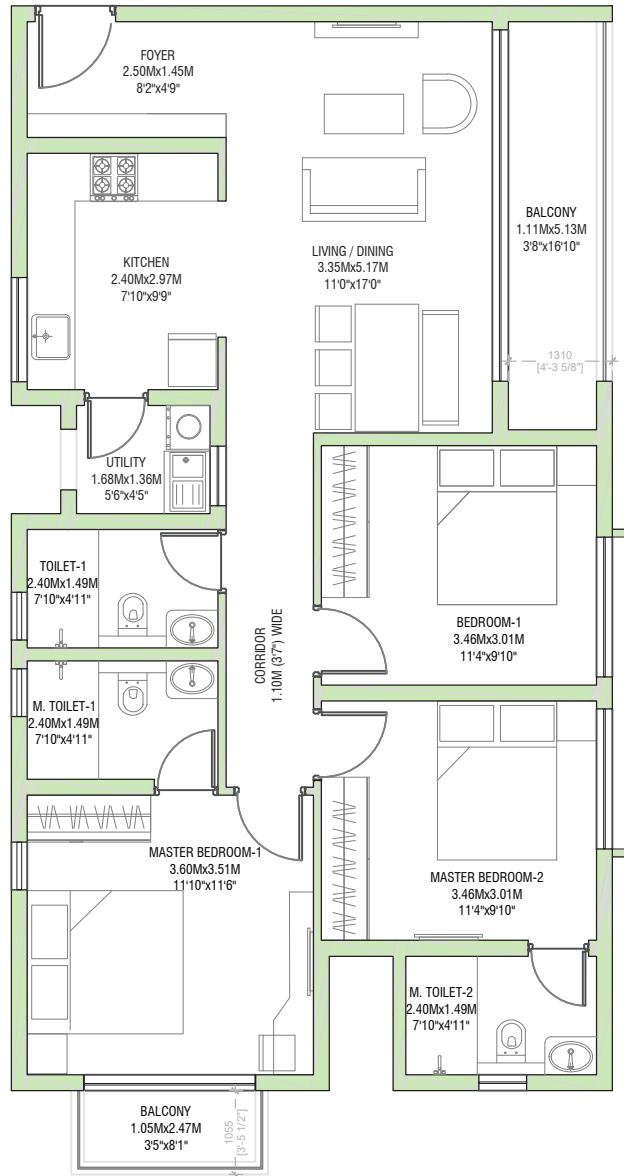 FOYER
2.50Mx1.45M
8'2"x4'9"
BALCONY
1.11Mx5.13M
3'8"x16'10"
LIVING / DINING
3.35Mx5.17M
11'0"x17'0"
KITCHEN
2.40Mx2.97M
7'10"x9'9"
1310
[4'-3 5/8"]
UTILITY
1.68Mx1.36M
5'6"x4'5"
TOILET-1
2.40Mx1.49M
7'10"x4'11"
CORRIDOR
1.10M (3'7") WIDE
BEDROOM-1
3.46Mx3.01M
11'4"x9'10"
M. TOILET-1
2.40Mx1.49M
7'10"x4'11"
MASTER BEDROOM-1
3.60Mx3.51M
11'10"x11'6"
MASTER BEDROOM-2
3.46Mx3.01M
11'4"x9'10"
M. TOILET-2
2.40Mx1.49M
7'10"x4'11"
BALCONY
1.05Mx2.47M
3'5"x8'1"
1055
[3'-5 1/2"]